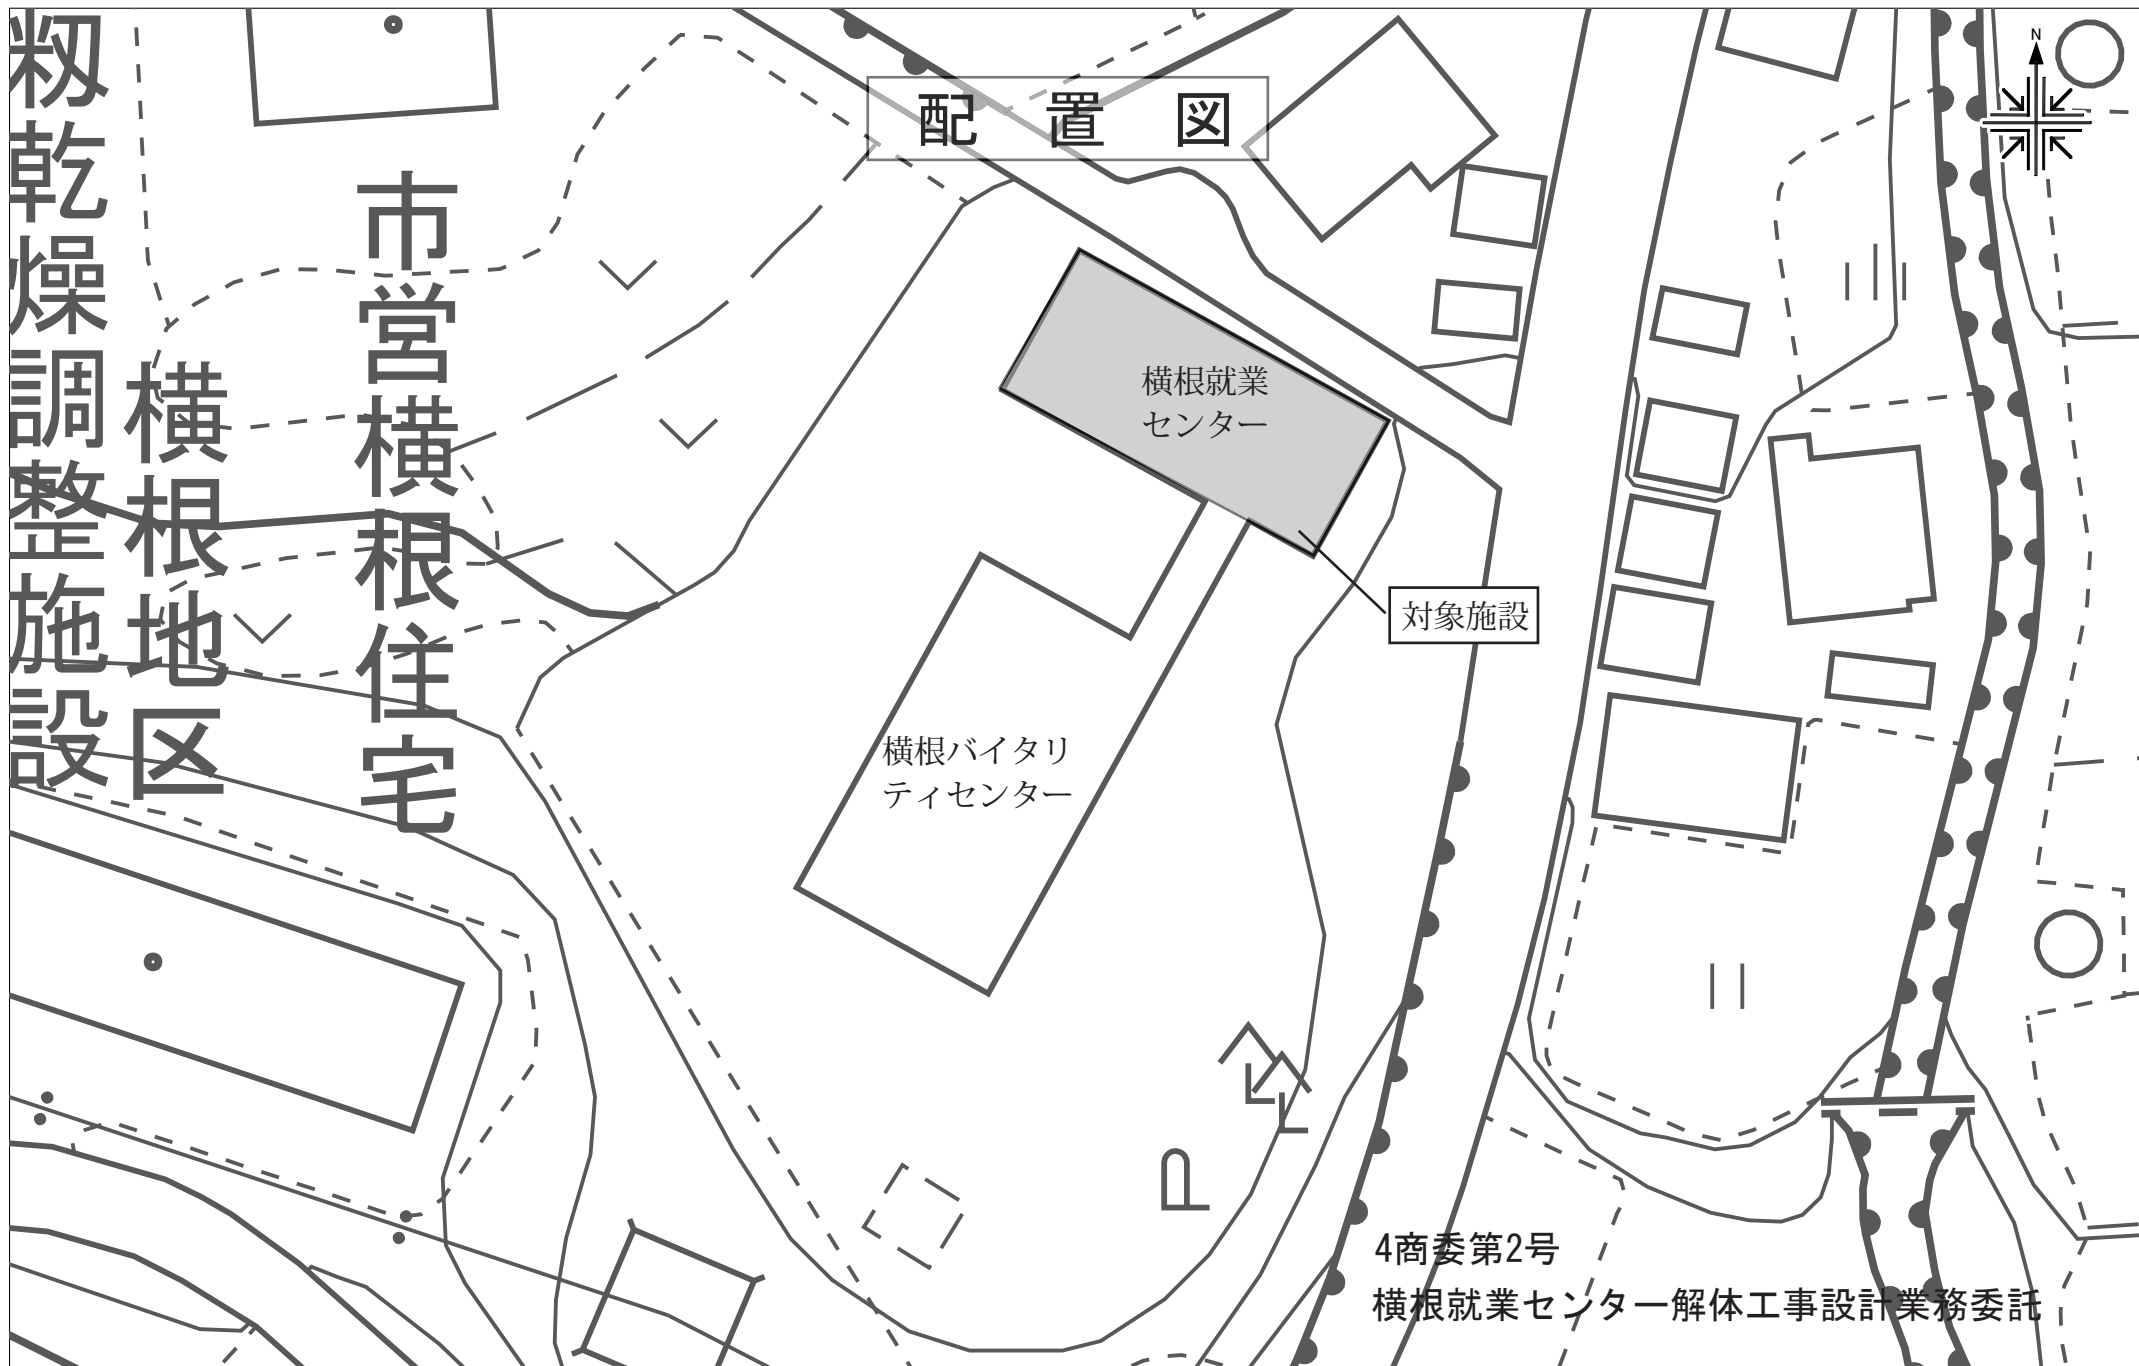 配置図
N
籾乾燥調整施設
横根地区
市営横根住宅
横根就業
センター
対象施設
横根バイタリ
ティセンター
P
4商委第2号
横根就業センター解体工事設計業務委託